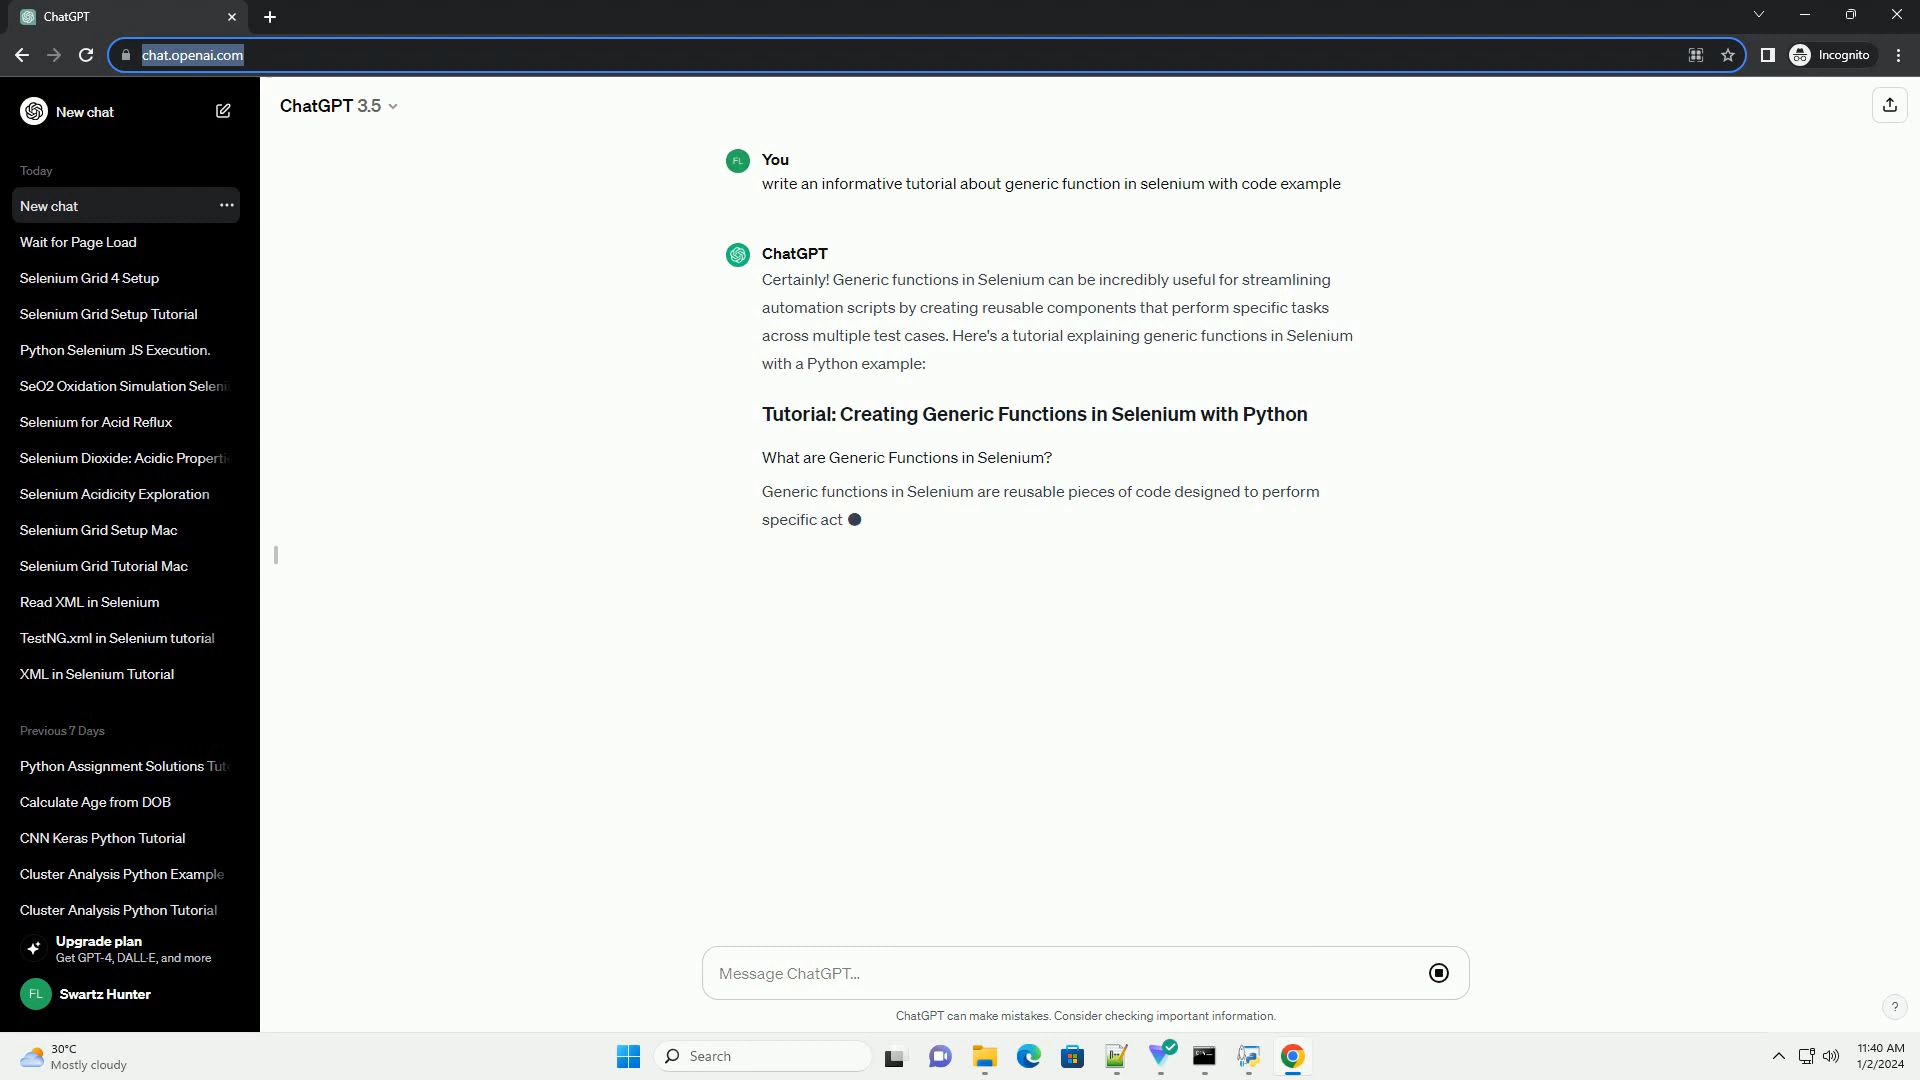 ChatGPT
chat.openai.com
Incognito
New chat
Today
New chat
Wait for Page Load
Selenium Grid 4 Setup
Selenium Grid Setup Tutorial
Python Selenium JS Execution.
SeO2 Oxidation Simulation Seleni
Selenium for Acid Reflux
Selenium Dioxide: Acidic Properti
Selenium Acidicity Exploration
Selenium Grid Setup Mac
Selenium Grid Tutorial Mac
Read XML in Selenium
TestNG.xml in Selenium tutorial
XML in Selenium Tutorial
Previous 7 Days
Python Assignment Solutions Tut
Calculate Age from DOB
CNN Keras Python Tutorial
Cluster Analysis Python Example
Cluster Analysis Python Tutorial
Upgrade plan
Get GPT-4, DALL·E, and more
FL Swartz Hunter
ChatGPT 3.5
FL You
write an informative tutorial about generic function in selenium with code example
ChatGPT
Certainly! Generic functions in Selenium can be incredibly useful for streamlining
automation scripts by creating reusable components that perform specific tasks
across multiple test cases. Here's a tutorial explaining generic functions in Selenium
with a Python example:
Tutorial: Creating Generic Functions in Selenium with Python
What are Generic Functions in Selenium?
Generic functions in Selenium are reusable pieces of code designed to perform
specific act
Message ChatGPT...
ChatGPT can make mistakes. Consider checking important information.
?
30°C
Mostly cloudy
Search
11:40 AM
1/2/2024